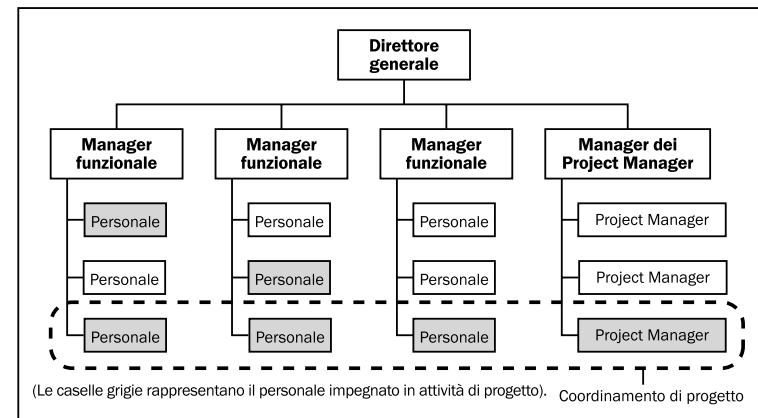 Direttore
generale
Manager
funzionale
Manager
funzionale
Manager
funzionale
Manager dei
Project Manager
Personale
Personale
Personale
Project Manager
Personale
Personale
Personale
Project Manager
Personale
Personale
Personale
Project Manager
(Le caselle grigie rappresentano il personale impegnato in attività di progetto).
Coordinamento di progetto